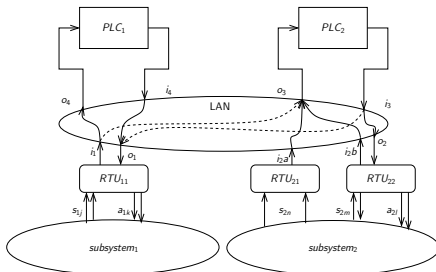 PLC₁ PLC₂
o₄ i₄ o₃ i₃
LAN
i₁ o₁ i₂a i₂b o₂
RTU₁₁ RTU₂₁ RTU₂₂
s₁ⱼ a₁ₖ s₂ₙ s₂ₘ a₂ₗ
subsystem₁ subsystem₂